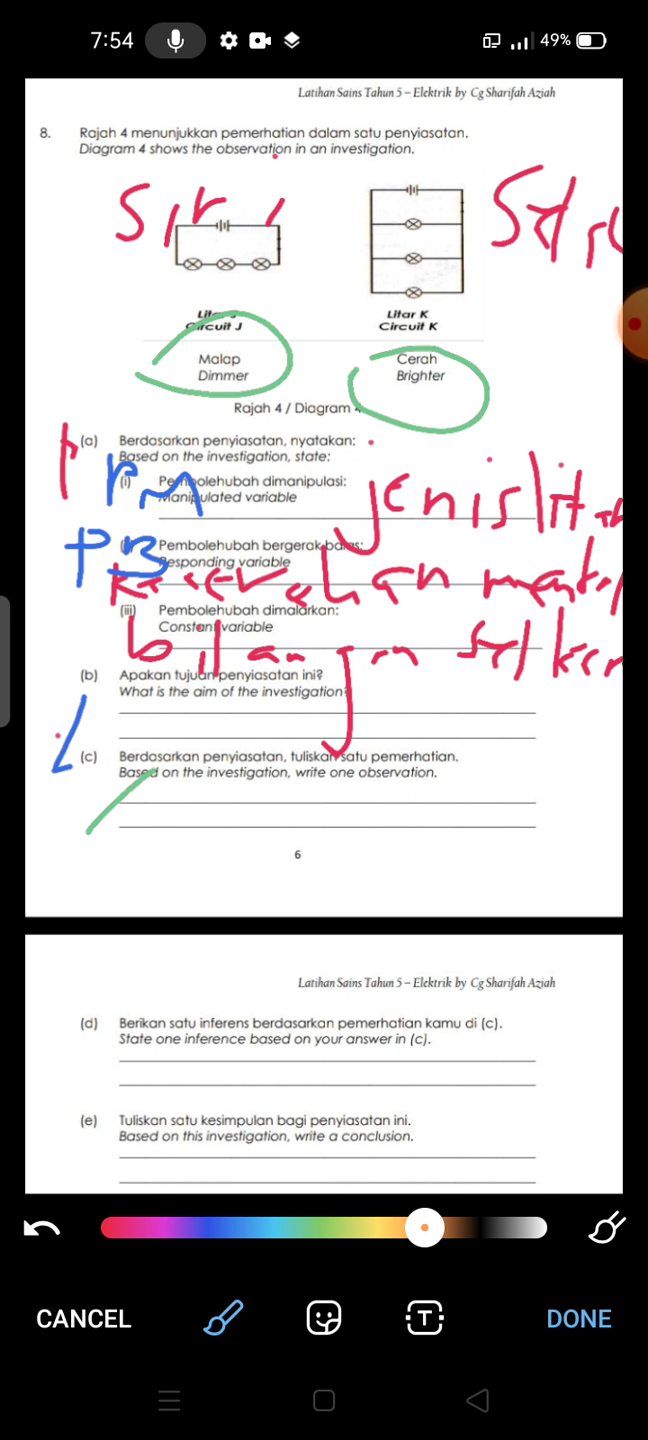 7:54
49%
Latihan Sains Tahun 5 – Elektrik by Cg Sharifah Aziah
8. Rajah 4 menunjukkan pemerhatian dalam satu penyiasatan.
Diagram 4 shows the observation in an investigation.
Siri
Litar K
Circuit J
Circuit K
Malap
Cerah
Dimmer
Brighter
Rajah 4 / Diagram
(a) Berdasarkan penyiasatan, nyatakan:
Based on the investigation, state:
(i) Pembolehubah dimanipulasi:
Manipulated variable
PM
jenis litar
Pembolehubah bergerak balas:
Responding variable
PB
kecerahan mentol
(iii) Pembolehubah dimalarkan:
Constant variable
bilangan sel kering
(b) Apakan tujuan penyiasatan ini?
What is the aim of the investigation?
(c) Berdasarkan penyiasatan, tuliskan satu pemerhatian.
Based on the investigation, write one observation.
6
Latihan Sains Tahun 5 – Elektrik by Cg Sharifah Aziah
(d) Berikan satu inferens berdasarkan pemerhatian kamu di (c).
State one inference based on your answer in (c).
(e) Tuliskan satu kesimpulan bagi penyiasatan ini.
Based on this investigation, write a conclusion.
CANCEL
T
DONE